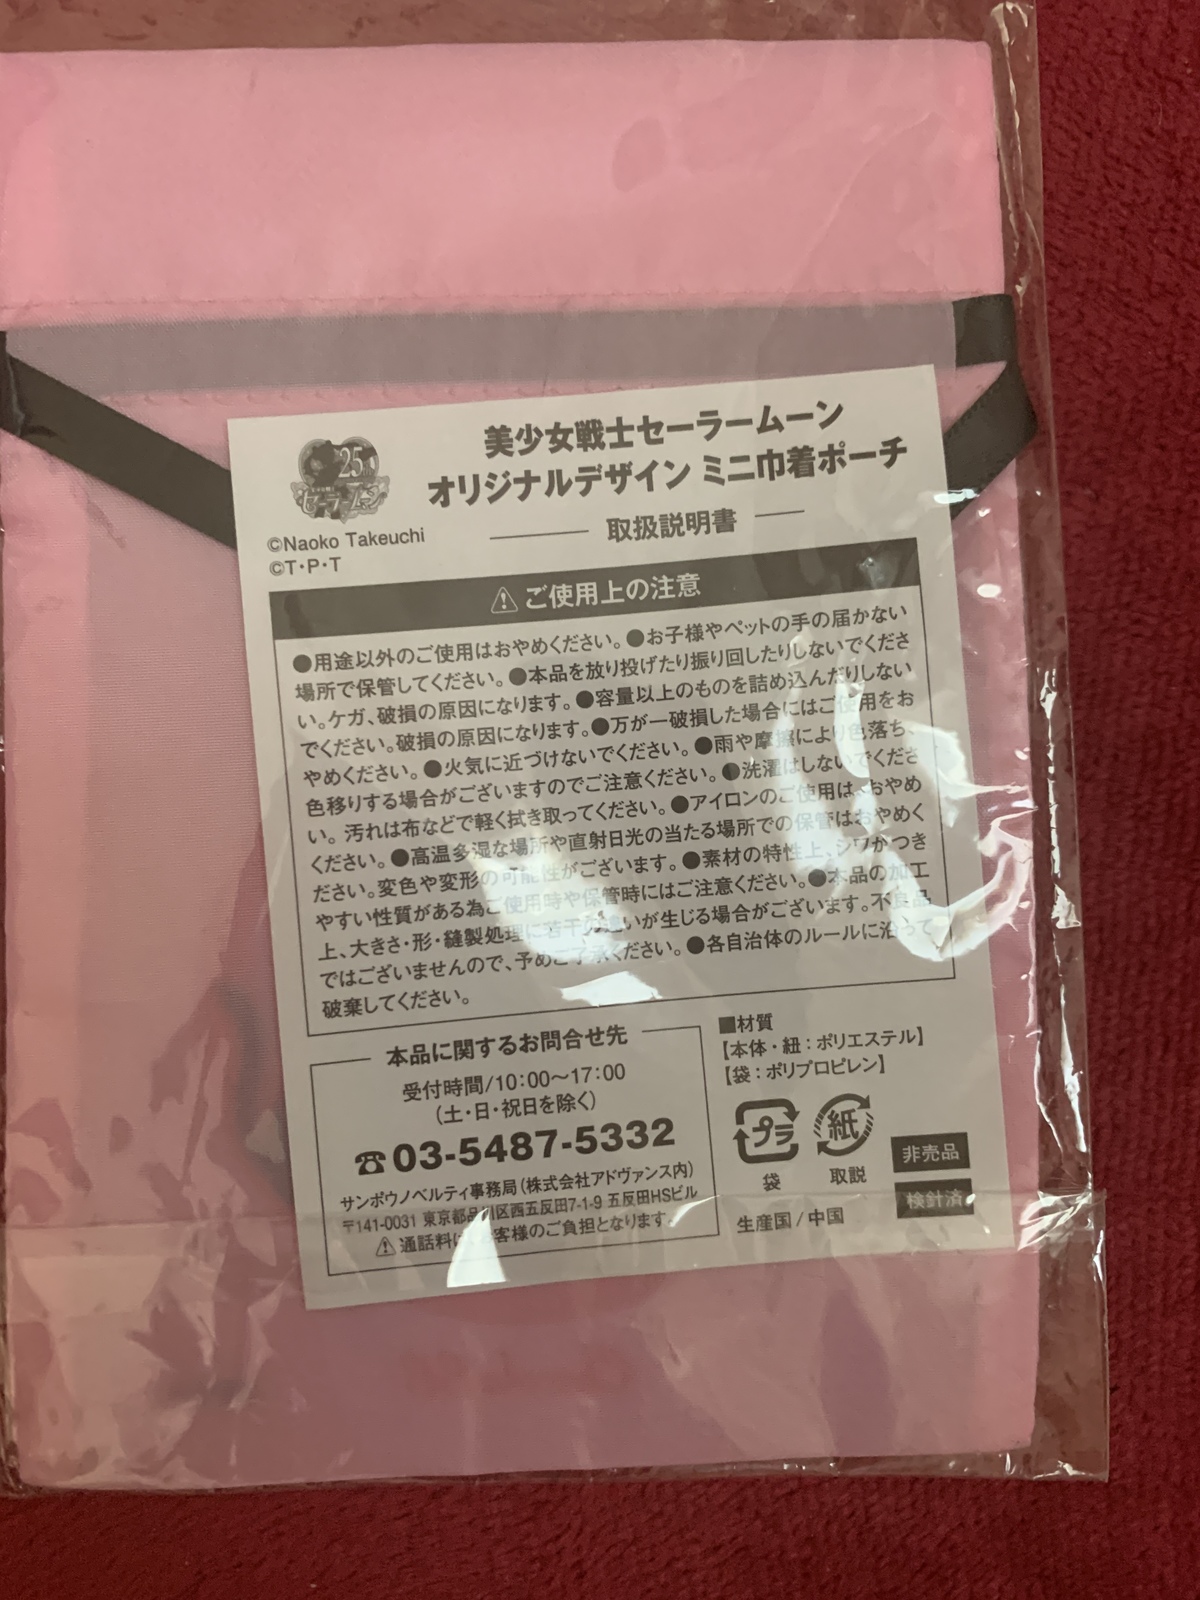 美少女戦士セーラームーン
オリジナルデザイン ミニ巾着ポーチ
取扱説明書
25
セーラームーン
©Naoko Takeuchi
©T・P・T
⚠ご使用上の注意
●用途以外のご使用はおやめください。●お子様やペットの手の届かない
場所で保管してください。●本品を放り投げたり振り回したりしないでくださ
い。ケガ、破損の原因になります。●容量以上のものを詰め込んだりしない
でください。破損の原因になります。●万が一破損した場合にはご使用をお
やめください。●火気に近づけないでください。●雨や摩擦により色落ち、
色移りする場合がございますのでご注意ください。●洗濯はしないでくださ
い。汚れは布などで軽く拭き取ってください。●アイロンのご使用は、おやめ
ください。●高温多湿な場所や直射日光の当たる場所での保管はおやめく
ださい。変色や変形の可能性がございます。●素材の特性上、シワがつき
やすい性質がある為ご使用時や保管時にはご注意ください。●本品の加工
上、大きさ・形・縫製処理に若干の違いが生じる場合がございます。不良品
ではございませんので、予めご了承ください。●各自治体のルールに沿って
破棄してください。
本品に関するお問合せ先
受付時間/10:00〜17:00
(土・日・祝日を除く)
☎03-5487-5332
サンポウノベルティ事務局(株式会社アドヴァンス内)
〒141-0031 東京都品川区西五反田7-1-9 五反田HSビル
⚠通話料は客様のご負担となります。
■材質
【本体・紐：ポリエステル】
【袋：ポリプロピレン】
プラ
紙
袋
取説
非売品
検針済
生産国/中国